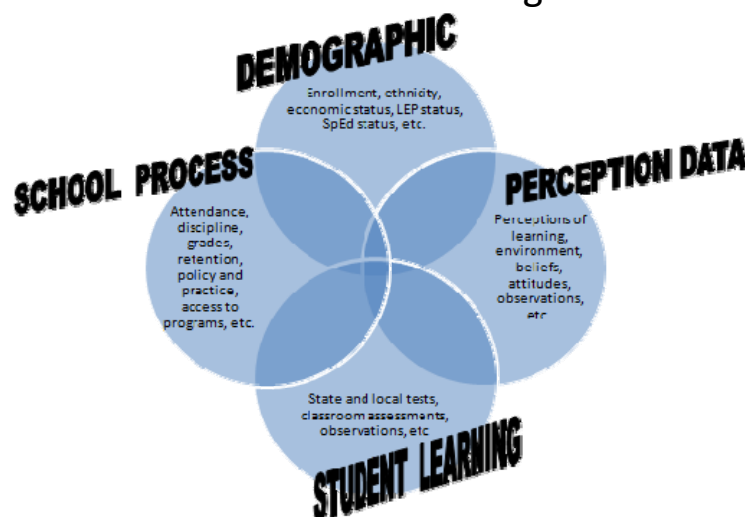 DEMOGRAPHIC
Enrollment, ethnicity,
economic status, LEP status,
SpEd status, etc.
SCHOOL PROCESS
Attendance,
discipline,
grades,
retention,
policy and
practice,
access to
programs, etc.
PERCEPTION DATA
Perceptions of
learning,
environment,
beliefs,
attitudes,
observations,
etc
State and local tests,
classroom assessments,
observations, etc
STUDENT LEARNING